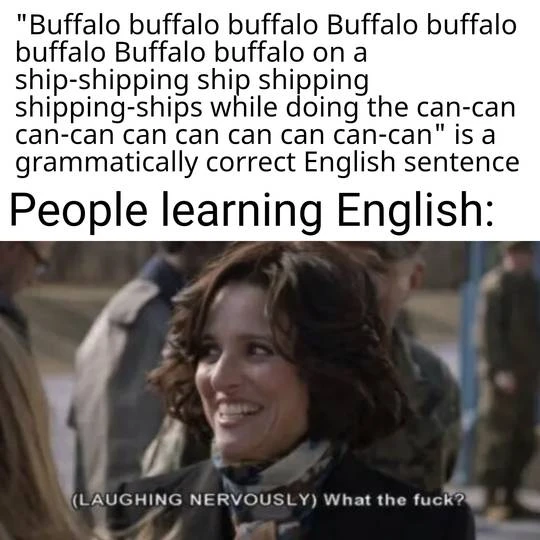 "Buffalo buffalo buffalo Buffalo buffalo
buffalo Buffalo buffalo on a
ship-shipping ship shipping
shipping-ships while doing the can-can
can-can can can can can can-can" is a
grammatically correct English sentence
People learning English:
(LAUGHING NERVOUSLY) What the fuck?